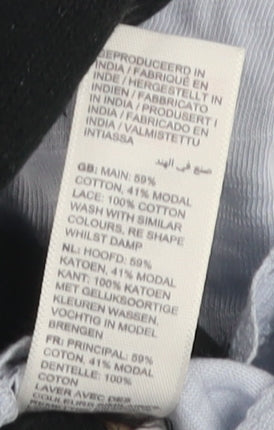 GEPRODUCEERD IN
INDIA / FABRIQUÉ EN
INDE / HERGESTELLT IN
INDIEN / FABBRICATO
IN INDIA / PRODUSERT I
INDIA / FABRICADO EN
INDIA / VALMISTETTU
INTIASSA
صنع في الهند
GB: MAIN: 59%
COTTON, 41% MODAL
LACE: 100% COTTON
WASH WITH SIMILAR
COLOURS, RE SHAPE
WHILST DAMP
NL: HOOFD: 59%
KATOEN, 41% MODAL
KANT: 100% KATOEN
MET GELIJKSOORTIGE
KLEUREN WASSEN,
VOCHTIG IN MODEL
BRENGEN
FR: PRINCIPAL: 59%
COTON, 41% MODAL
DENTELLE: 100%
COTON
LAVER AVEC DES
COULEURS SIMILAIRES,